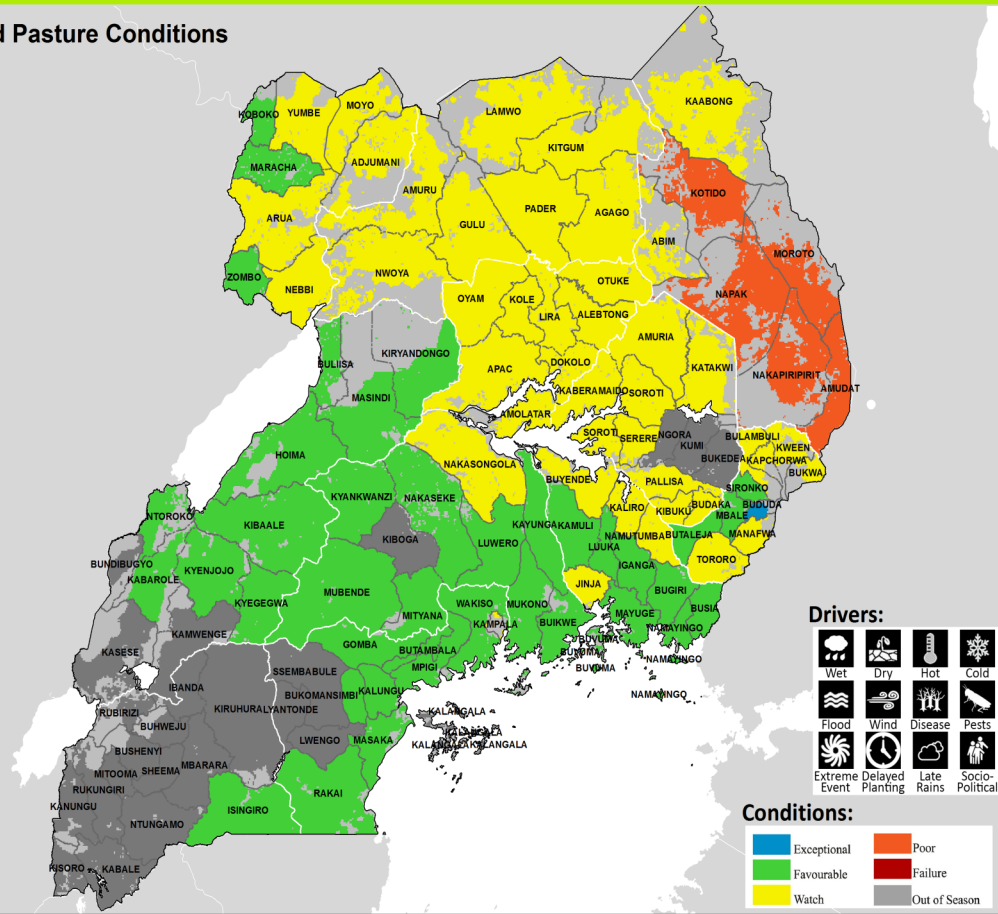 d Pasture Conditions
KAABONG
KOBOKO
YUMBE
MOYO
LAMWO
KITGUM
MARACHA
ADJUMANI
AMURU
KOTIDO
ARUA
GULU
PADER
AGAGO
ABIM
MOROTO
ZOMBO
NEBBI
NWOYA
OYAM
KOLE
LIRA
OTUKE
ALEBTONG
NAPAK
BULIISA
KIRYANDONGO
MASINDI
APAC
DOKOLO
AMURIA
KATAKWI
NAKAPIRIPIRIT
AMUDAT
KABERAMAIDO
SOROTI
AMOLATAR
SOROTI
SERERE
NGORA
KUMI
BUKEDEA
BULAMBULI
KWEEN
KAPCHORWA
BUKWA
HOIMA
NAKASONGOLA
BUYENDE
PALLISA
SIRONKO
KYANKWANZI
NAKASEKE
KALIRO
KIBUKU
BUDAKA
BUDUDA
MBALE
NTOROKO
KIBAALE
KIBOGA
LUWERO
KAYUNGA
KAMULI
NAMUTUMBA
BUTALEJA
MANAFWA
LUUKA
TORORO
BUNDIBUGYO
KABAROLE
KYENJOJO
KYEGEGWA
MUBENDE
MITYANA
WAKISO
MUKONO
KAMPALA
BUIKWE
JINJA
IGANGA
BUGIRI
BUSIA
MAYUGE
NAMAYINGO
KAMWENGE
KASESE
GOMBA
BUTAMBALA
MPIGI
BUVUMA
BUVUMA
BUVUMA
NAMAYINGO
NAMAYINGO
SSEMBABULE
BUKOMANSIMBI
KALUNGU
IBANDA
KIRUHURA
LYANTONDE
RUBIRIZI
BUHWEJU
LWENGO
MASAKA
KALANGALA
KALANGALA
KALANGALA
KALANGALA
BUSHENYI
MITOOMA
SHEEMA
MBARARA
RUKUNGIRI
KANUNGU
NTUNGAMO
ISINGIRO
RAKAI
KISORO
KABALE
Drivers:
Wet
Dry
Hot
Cold
Flood
Wind
Disease
Pests
Extreme Event
Delayed Planting
Late Rains
Socio-Political
Conditions:
Exceptional
Poor
Favourable
Failure
Watch
Out of Season